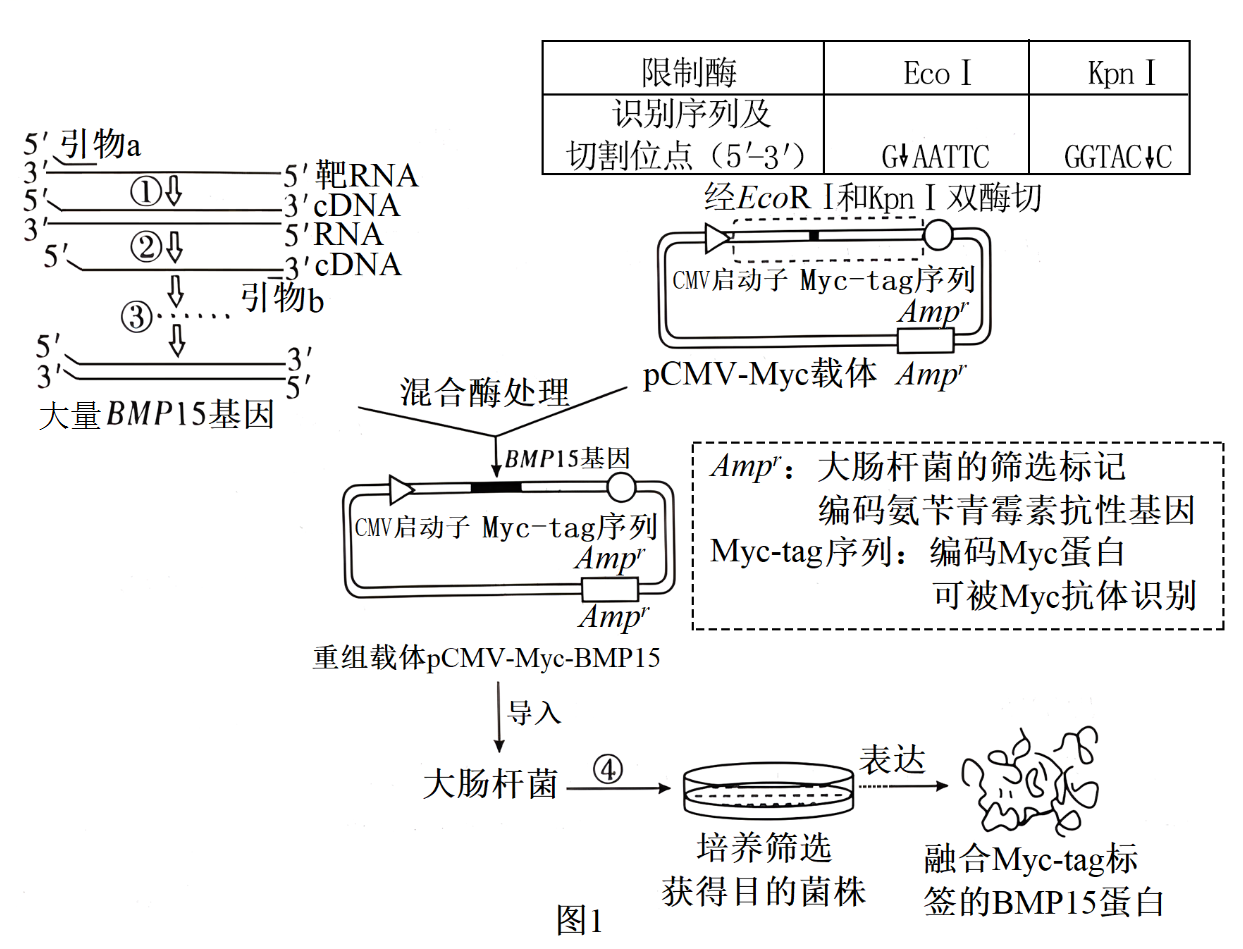 限制酶 EcoⅠ KpnⅠ
识别序列及
切割位点（5′-3′） G↓AATTC GGTAC↓C
5′ 引物a
3′ 5′靶RNA
①
5′ 3′cDNA
3′ 5′RNA
②
5′ 3′cDNA
引物b
③……
5′ 3′
3′ 5′
大量BMP15基因
经EcoRⅠ和KpnⅠ双酶切
CMV启动子 Myc-tag序列
Ampʳ
pCMV-Myc载体 Ampʳ
混合酶处理
BMP15基因
CMV启动子 Myc-tag序列
Ampʳ
Ampʳ
重组载体pCMV-Myc-BMP15
Ampʳ：大肠杆菌的筛选标记
编码氨苄青霉素抗性基因
Myc-tag序列：编码Myc蛋白
可被Myc抗体识别
导入
大肠杆菌 ④ 表达
培养筛选
获得目的菌株
融合Myc-tag标
签的BMP15蛋白
图1